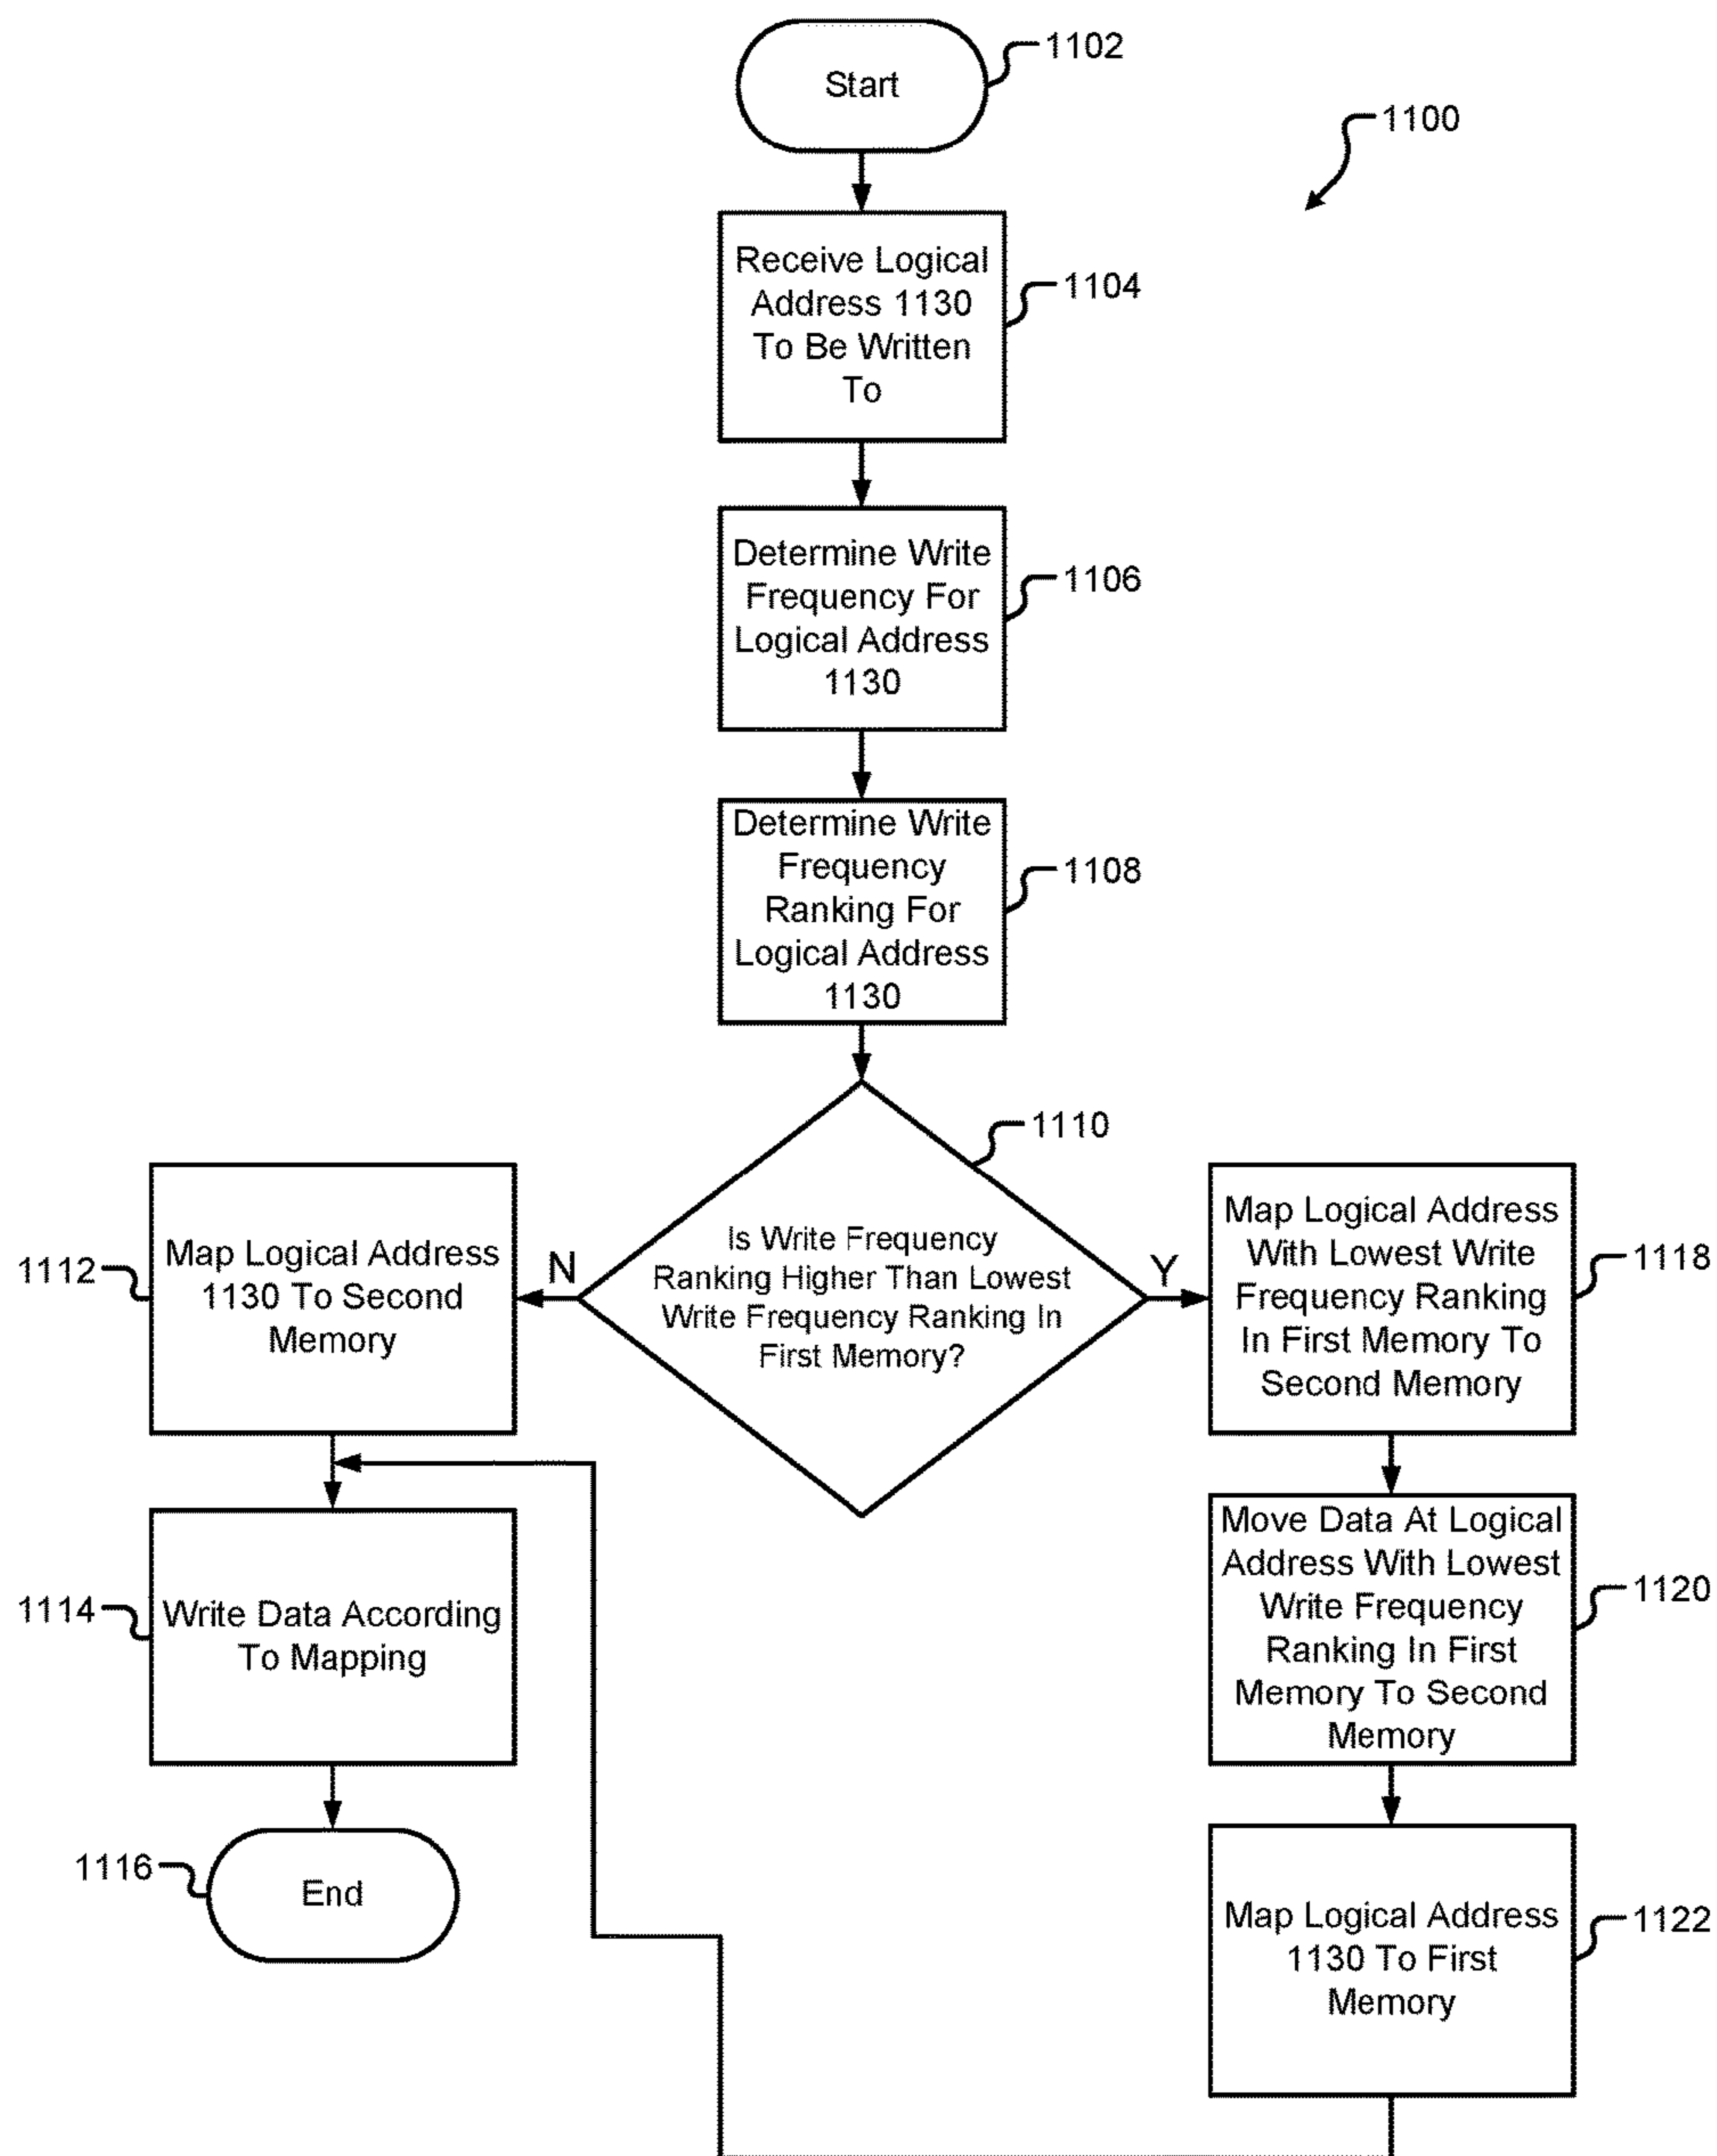 Start
1102
1100
Receive Logical
Address 1130
To Be Written
To
1104
Determine Write
Frequency For
Logical Address
1130
1106
Determine Write
Frequency
Ranking For
Logical Address
1130
1108
1110
Is Write Frequency
Ranking Higher Than Lowest
Write Frequency Ranking In
First Memory?
N
Y
1112
Map Logical Address
1130 To Second
Memory
Map Logical Address
With Lowest Write
Frequency Ranking
In First Memory To
Second Memory
1118
1114
Write Data According
To Mapping
Move Data At Logical
Address With Lowest
Write Frequency
Ranking In First
Memory To Second
Memory
1120
1116
End
Map Logical Address
1130 To First
Memory
1122